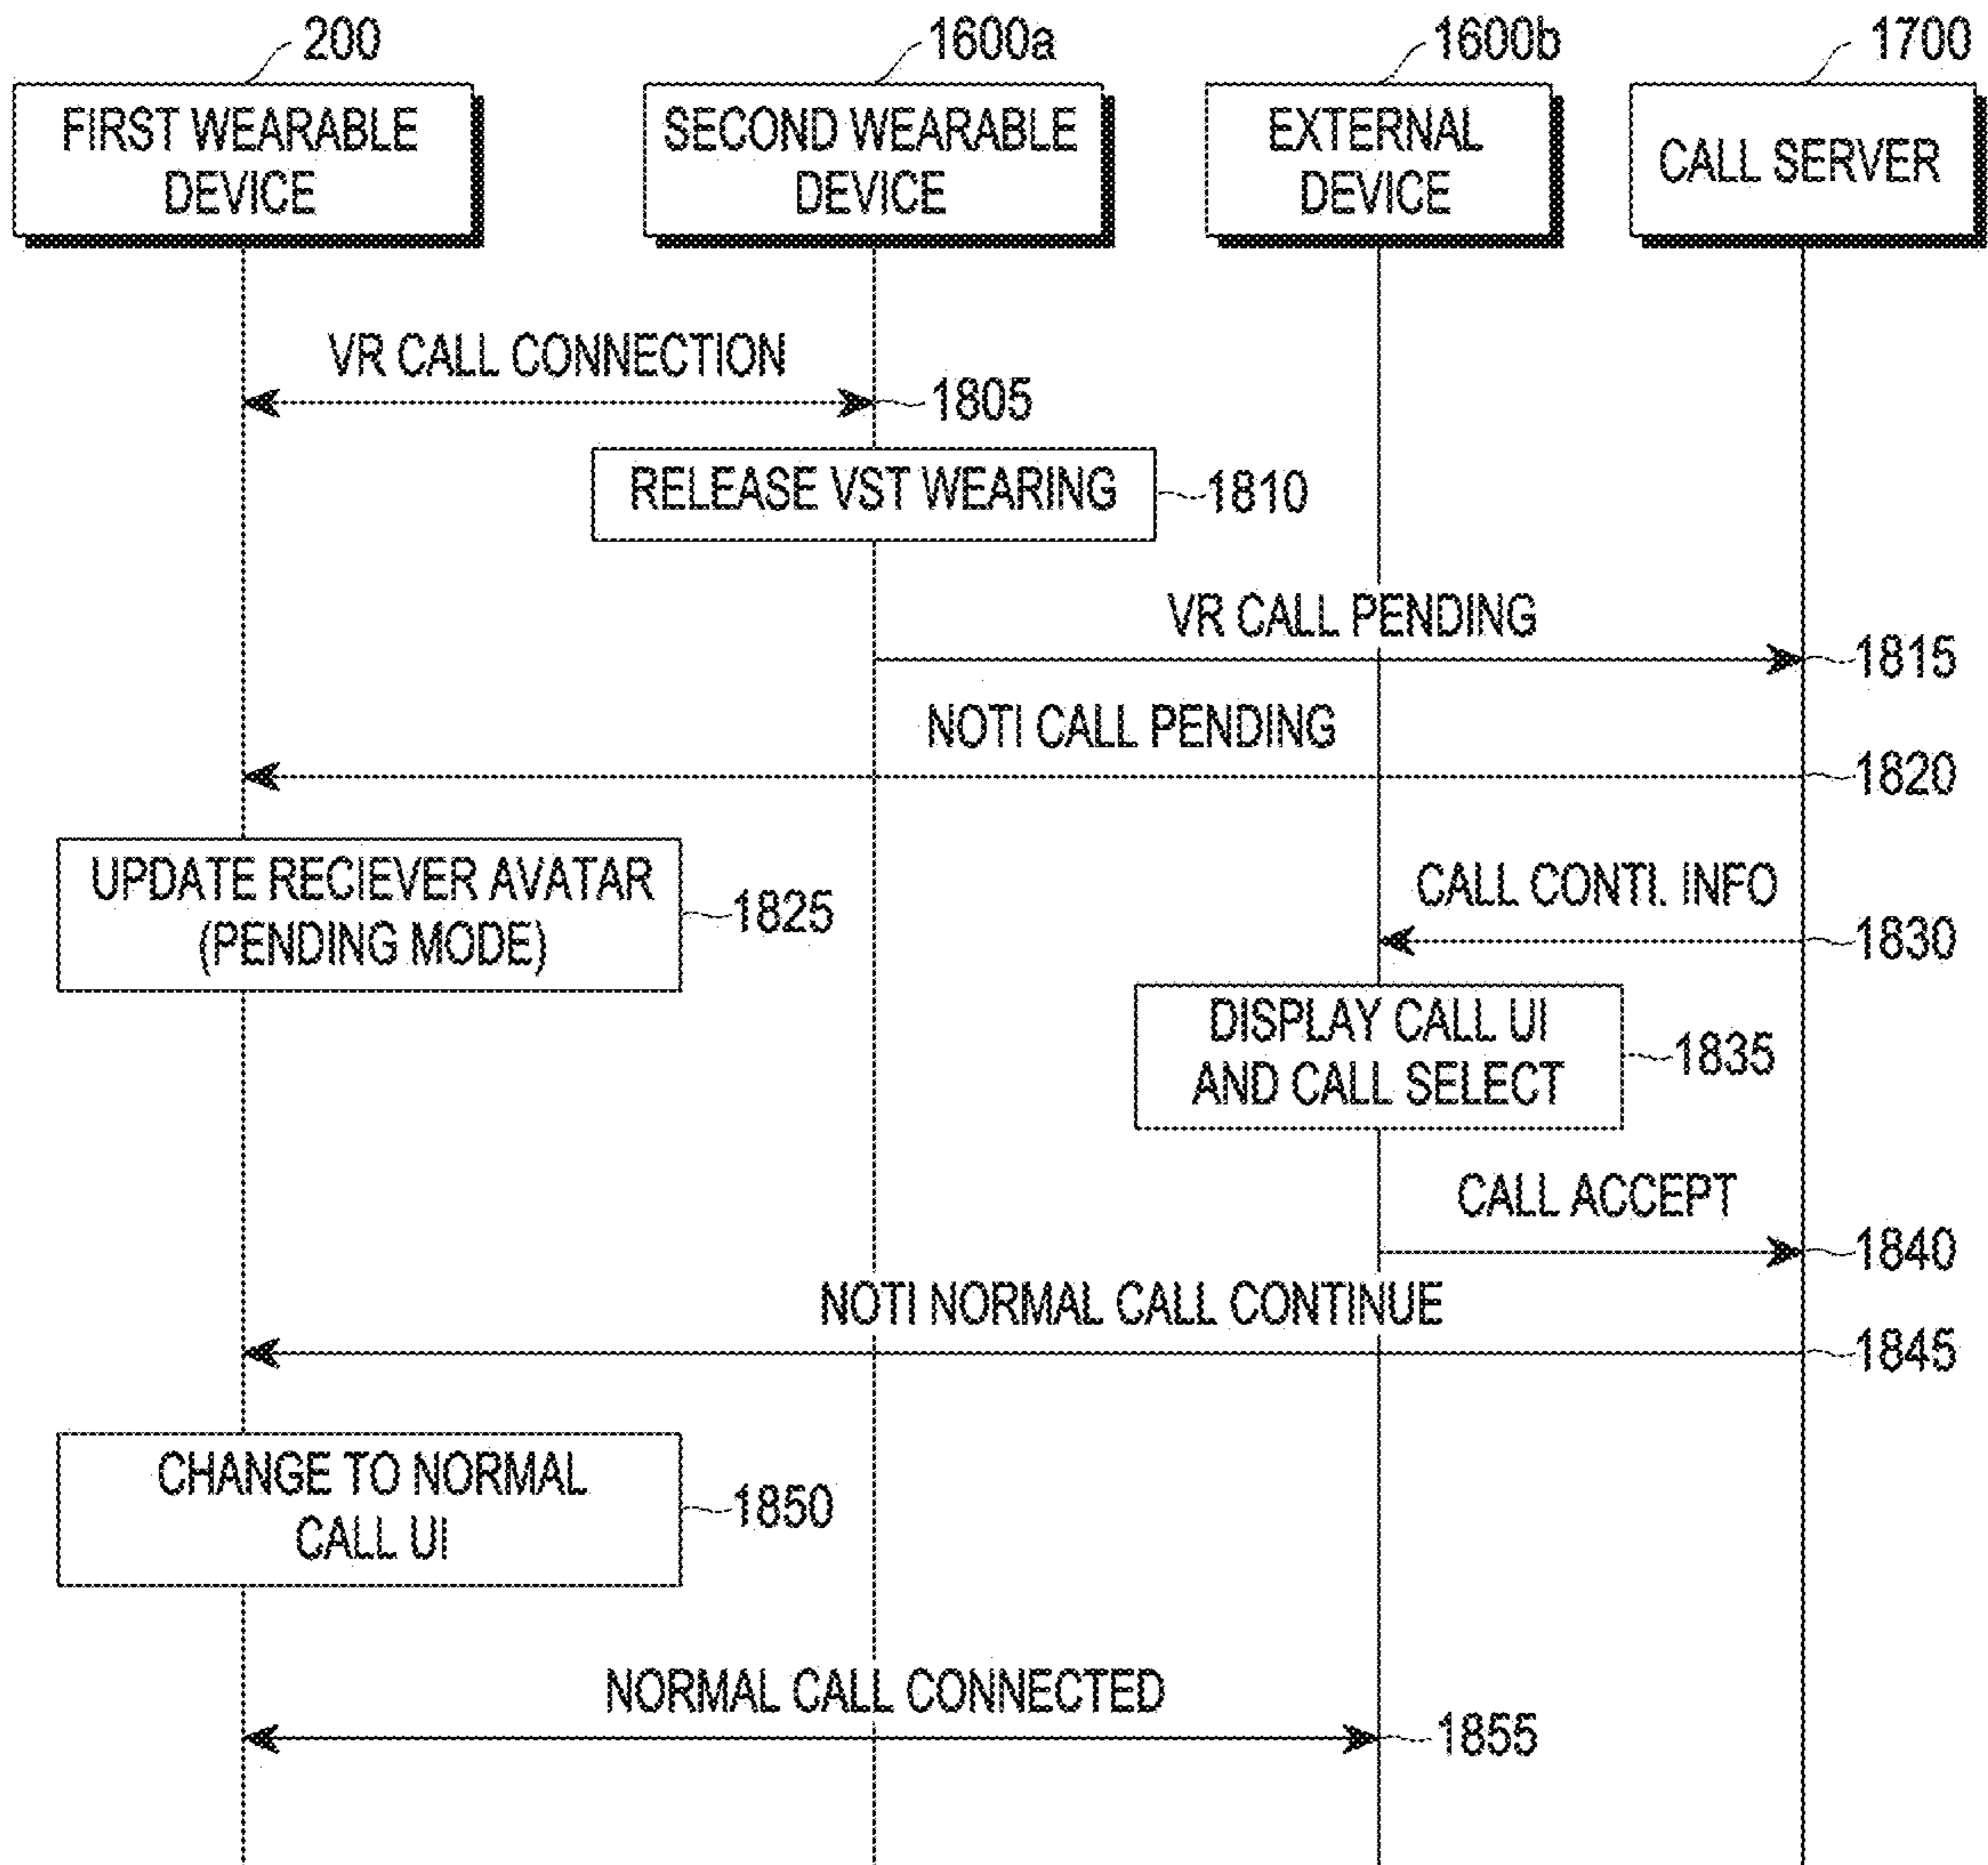 200
1600a
1600b
1700
FIRST WEARABLE
DEVICE
SECOND WEARABLE
DEVICE
EXTERNAL
DEVICE
CALL SERVER
VR CALL CONNECTION
1805
RELEASE VST WEARING
1810
VR CALL PENDING
1815
NOTI CALL PENDING
1820
UPDATE RECIEVER AVATAR
(PENDING MODE)
1825
CALL CONTI. INFO
1830
DISPLAY CALL UI
AND CALL SELECT
1835
CALL ACCEPT
1840
NOTI NORMAL CALL CONTINUE
1845
CHANGE TO NORMAL
CALL UI
1850
NORMAL CALL CONNECTED
1855